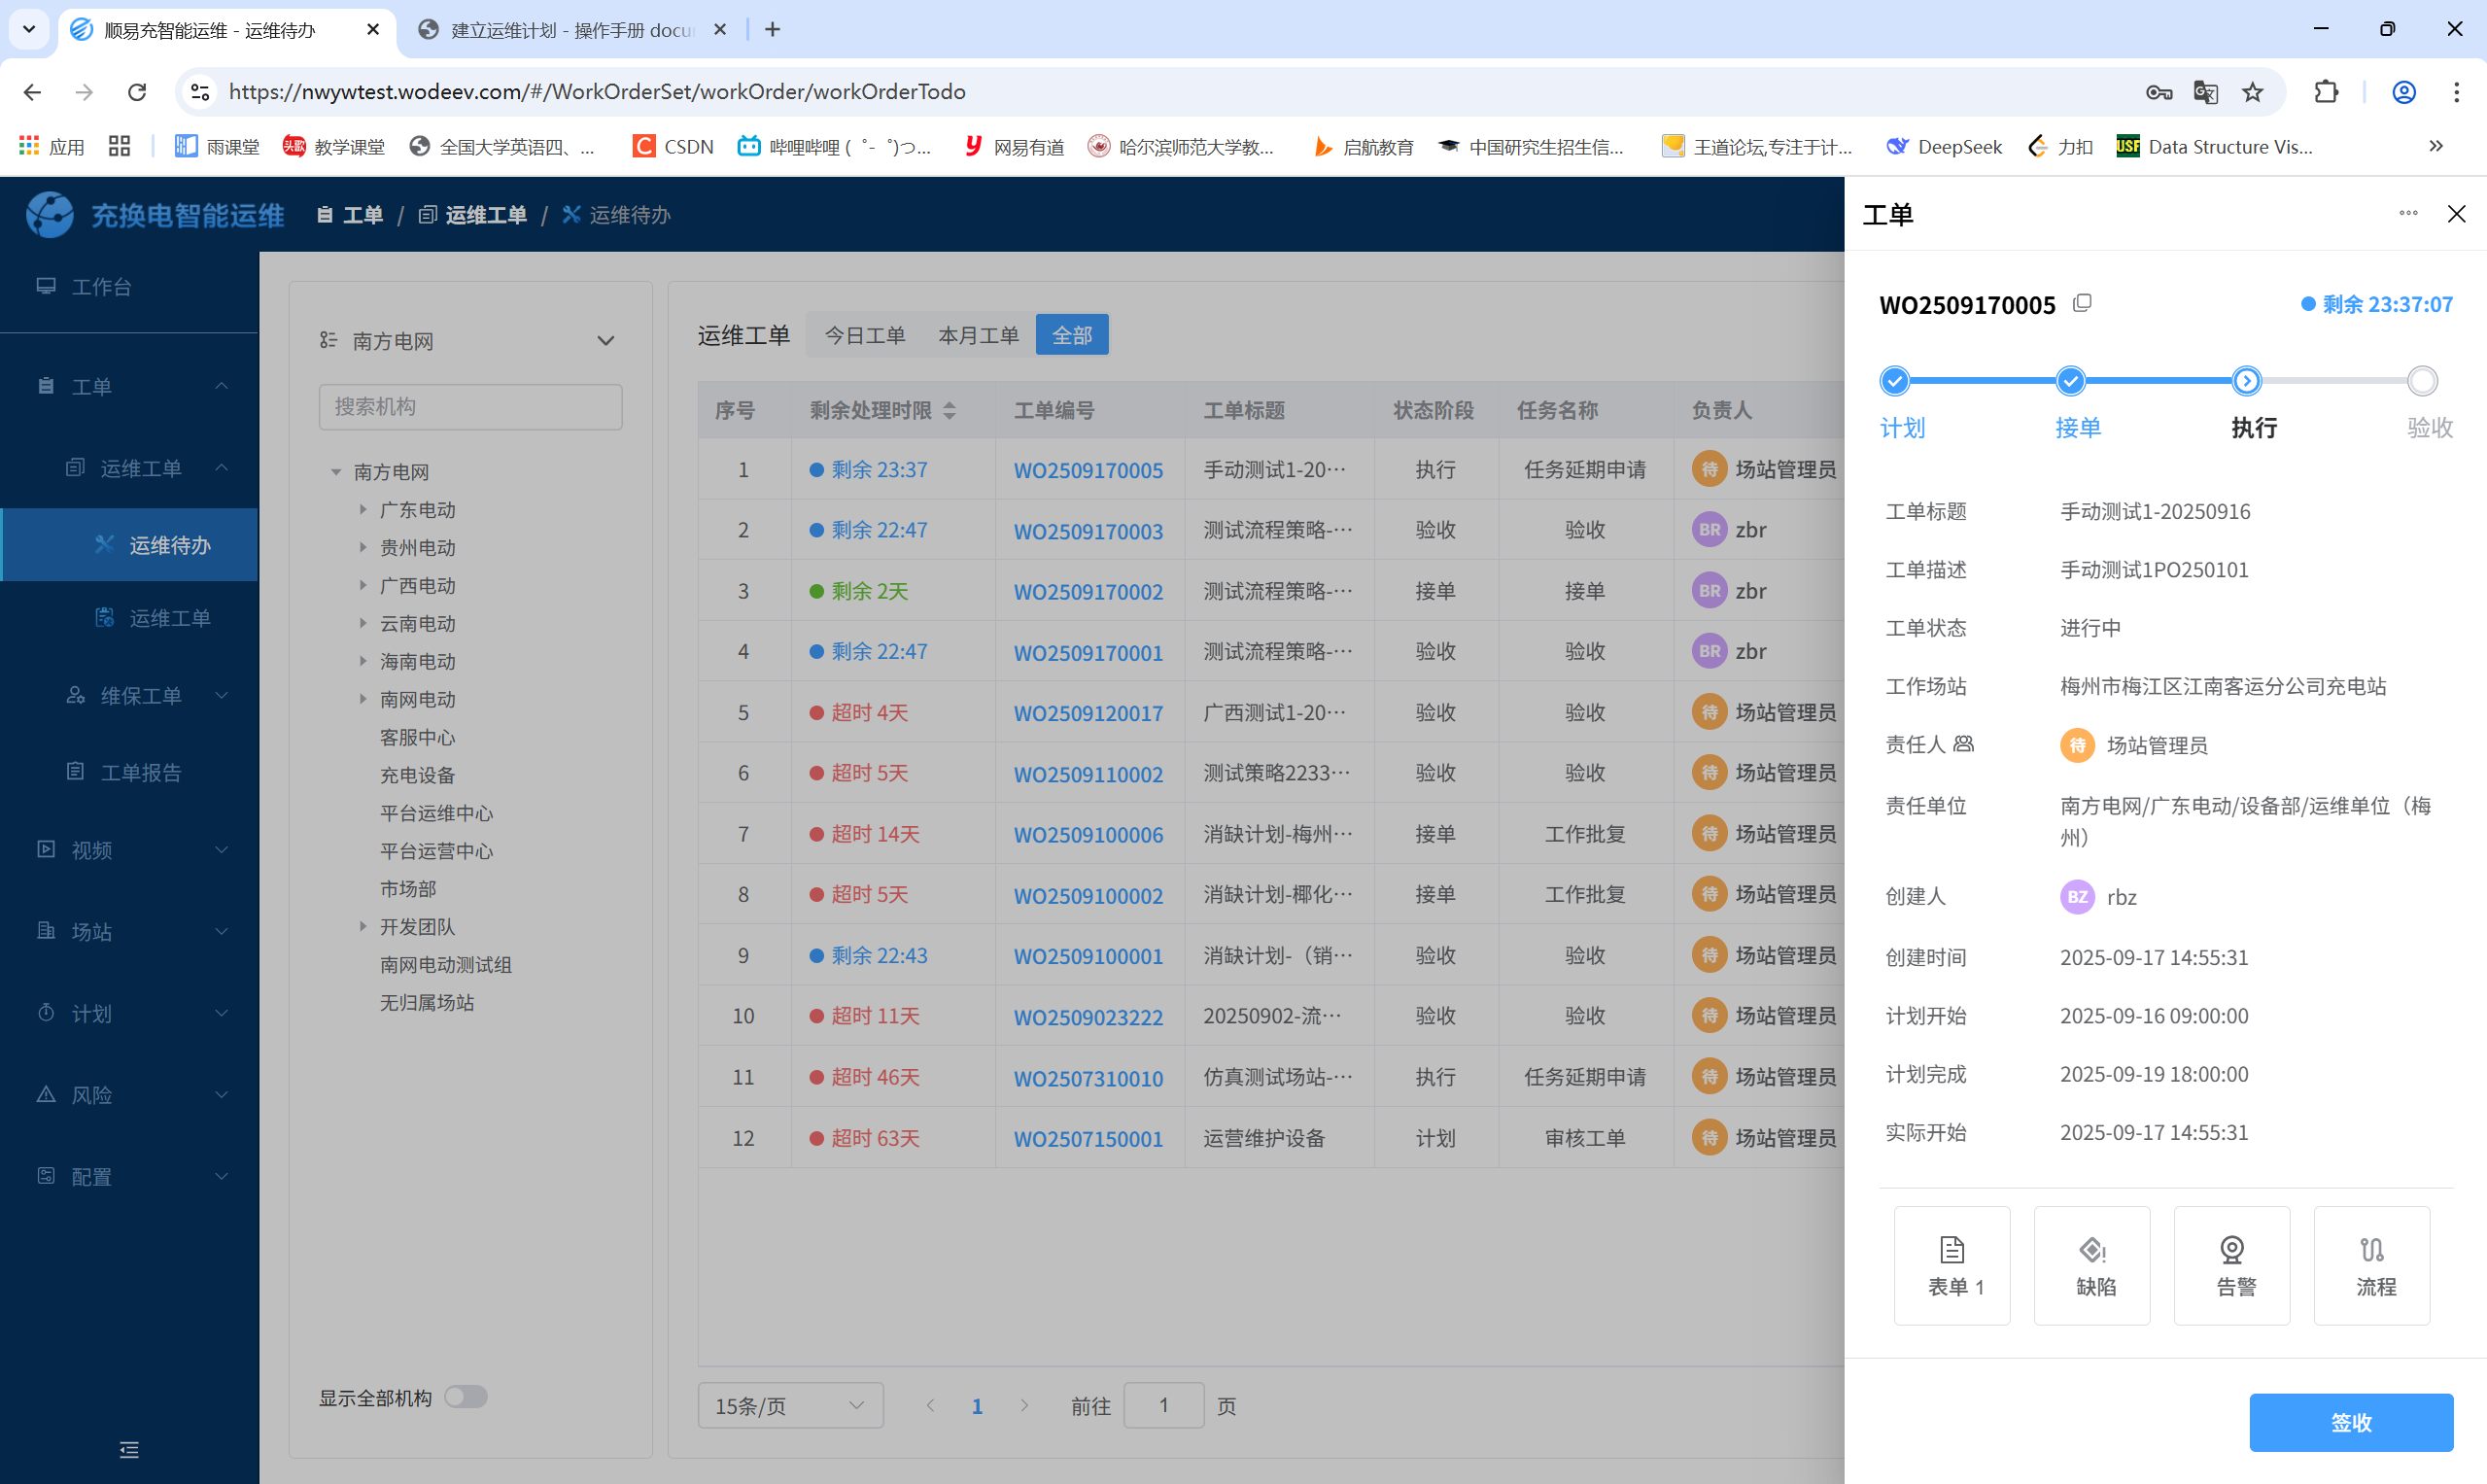 顺易充智能运维 - 运维待办
建立运维计划 - 操作手册 docu
https://nwywtest.wodeev.com/#/WorkOrderSet/workOrder/workOrderTodo
应用 雨课堂 头歌 教学课堂 全国大学英语四、... C CSDN 哔哩哔哩 ( ゜- ゜)つ... y 网易有道 哈尔滨师范大学教... 启航教育 中国研究生招生信... 王道论坛,专注于计... DeepSeek 力扣 USF Data Structure Vis... »
充换电智能运维
工单 / 运维工单 / 运维待办
工作台
工单
运维工单
运维待办
运维工单
维保工单
工单报告
视频
场站
计划
风险
配置
南方电网
搜索机构
南方电网
广东电动
贵州电动
广西电动
云南电动
海南电动
南网电动
客服中心
充电设备
平台运维中心
平台运营中心
市场部
开发团队
南网电动测试组
无归属场站
显示全部机构
运维工单 今日工单 本月工单 全部
序号 剩余处理时限 工单编号 工单标题 状态阶段 任务名称 负责人
1 剩余 23:37 WO2509170005 手动测试1-20··· 执行 任务延期申请 待 场站管理员
2 剩余 22:47 WO2509170003 测试流程策略-··· 验收 验收 BR zbr
3 剩余 2天 WO2509170002 测试流程策略-··· 接单 接单 BR zbr
4 剩余 22:47 WO2509170001 测试流程策略-··· 验收 验收 BR zbr
5 超时 4天 WO2509120017 广西测试1-20··· 验收 验收 待 场站管理员
6 超时 5天 WO2509110002 测试策略2233··· 验收 验收 待 场站管理员
7 超时 14天 WO2509100006 消缺计划-梅州··· 接单 工作批复 待 场站管理员
8 超时 5天 WO2509100002 消缺计划-椰化··· 接单 工作批复 待 场站管理员
9 剩余 22:43 WO2509100001 消缺计划-（销··· 验收 验收 待 场站管理员
10 超时 11天 WO2509023222 20250902-流··· 验收 验收 待 场站管理员
11 超时 46天 WO2507310010 仿真测试场站-··· 执行 任务延期申请 待 场站管理员
12 超时 63天 WO2507150001 运营维护设备 计划 审核工单 待 场站管理员
15条/页 1 前往 1 页
工单
WO2509170005 剩余 23:37:07
计划 接单 执行 验收
工单标题 手动测试1-20250916
工单描述 手动测试1PO250101
工单状态 进行中
工作场站 梅州市梅江区江南客运分公司充电站
责任人 待 场站管理员
责任单位 南方电网/广东电动/设备部/运维单位（梅
州）
创建人 BZ rbz
创建时间 2025-09-17 14:55:31
计划开始 2025-09-16 09:00:00
计划完成 2025-09-19 18:00:00
实际开始 2025-09-17 14:55:31
表单 1 缺陷 告警 流程
签收